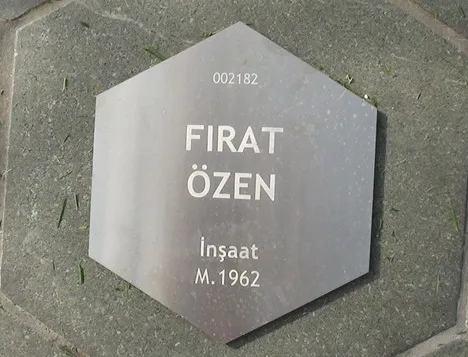 002182
FIRAT
ÖZEN
İnşaat
M.1962